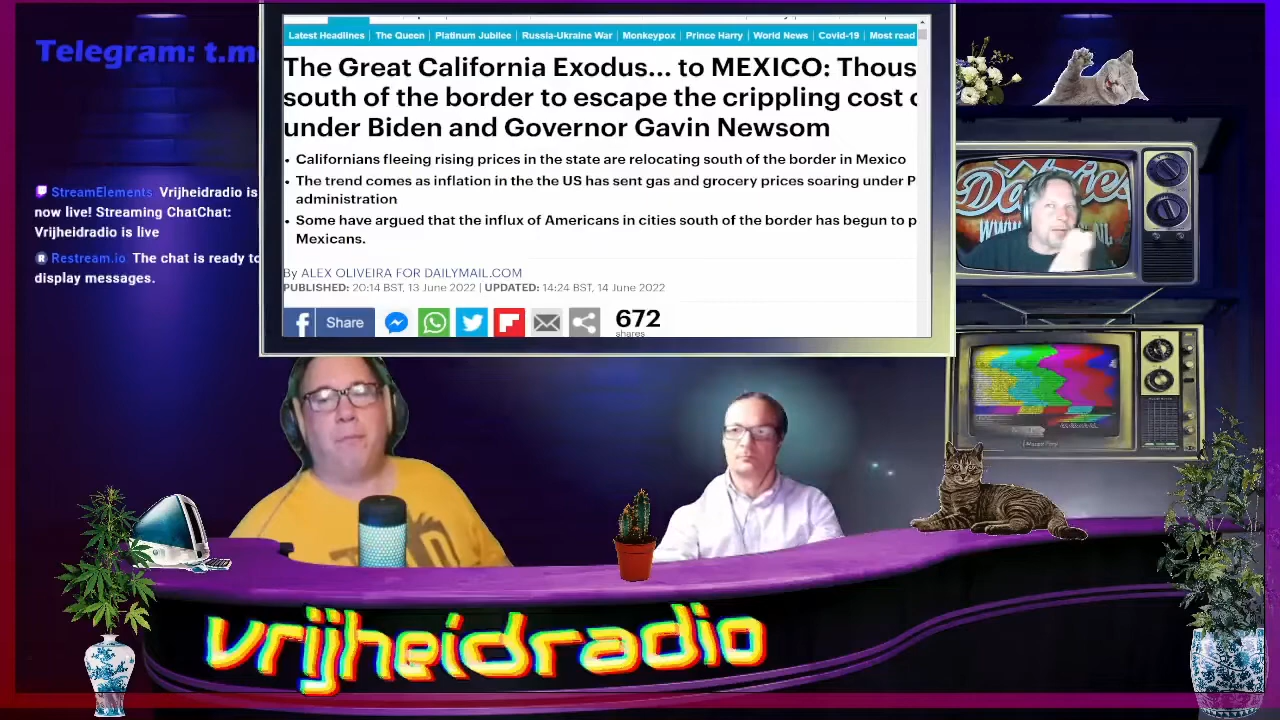 Telegram: t.m
StreamElements Vrijheidradio is
now live! Streaming ChatChat:
Vrijheidradio is live
Restream.io The chat is ready to
display messages.
Latest Headlines | The Queen | Platinum Jubilee | Russia-Ukraine War | Monkeypox | Prince Harry | World News | Covid-19 | Most read
The Great California Exodus... to MEXICO: Thous
south of the border to escape the crippling cost
under Biden and Governor Gavin Newsom
• Californians fleeing rising prices in the state are relocating south of the border in Mexico
• The trend comes as inflation in the the US has sent gas and grocery prices soaring under P
administration
• Some have argued that the influx of Americans in cities south of the border has begun to p
Mexicans.
By ALEX OLIVEIRA FOR DAILYMAIL.COM
PUBLISHED: 20:14 BST, 13 June 2022 | UPDATED: 14:24 BST, 14 June 2022
Share
672
shares
vrijheidradio